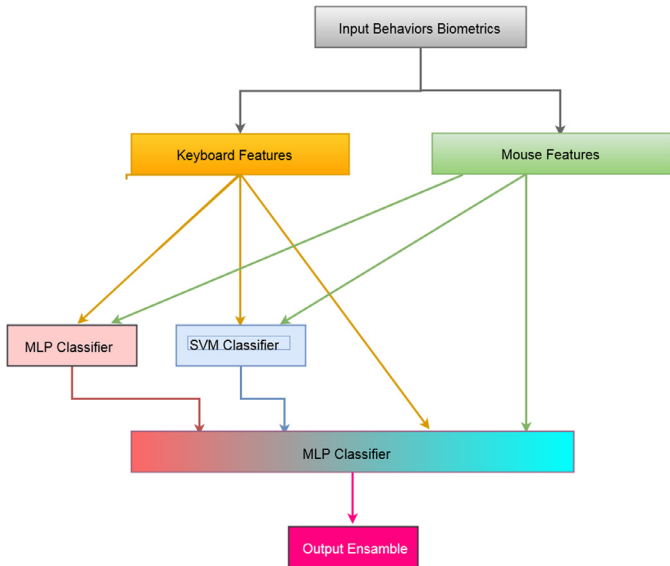 Input Behaviors Biometrics
Keyboard Features
Mouse Features
MLP Classifier
SVM Classifier
MLP Classifier
Output Ensamble